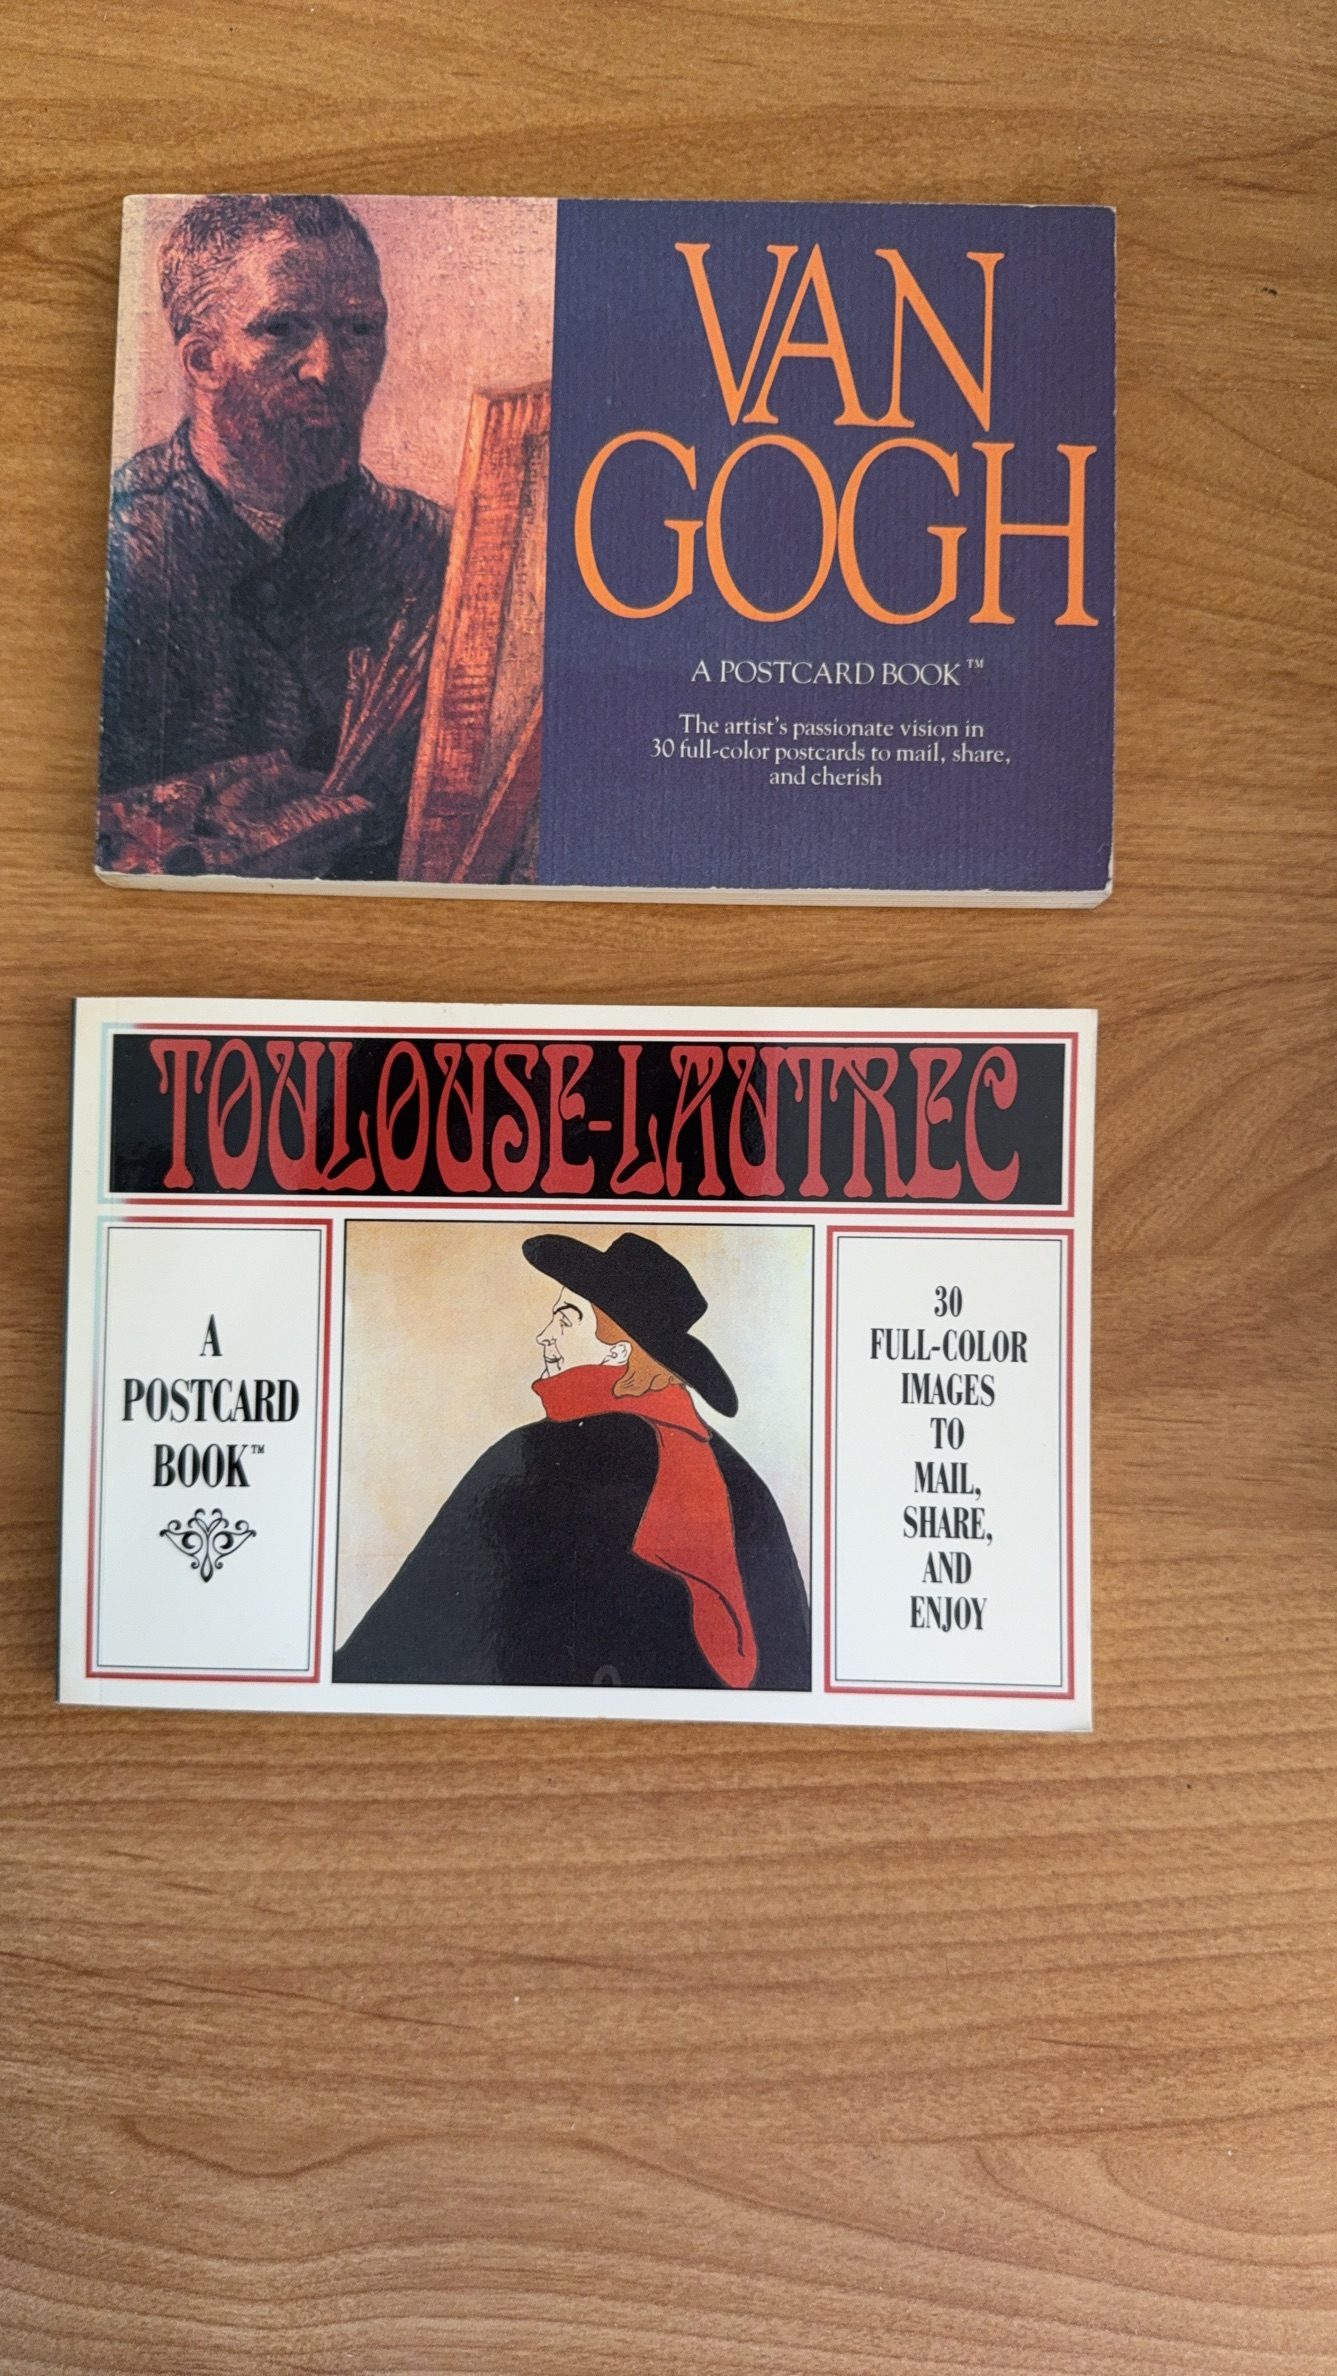 VAN
GOGH
A POSTCARD BOOK™
The artist's passionate vision in
30 full-color postcards to mail, share,
and cherish
TOULOUSE-LAUTREC
A
POSTCARD
BOOK™
30
FULL-COLOR
IMAGES
TO
MAIL,
SHARE,
AND
ENJOY